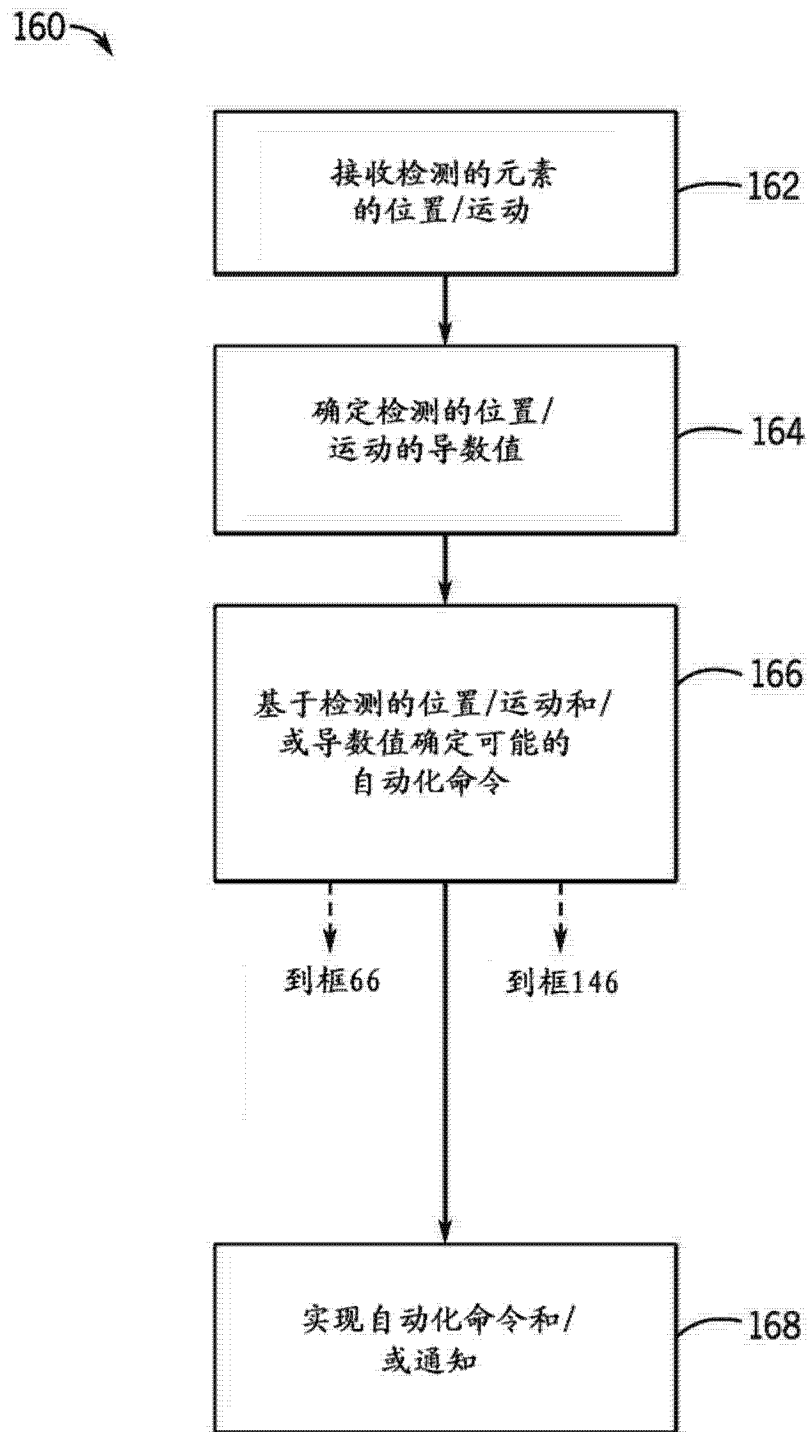 160
接收检测的元素
的位置/运动
162
确定检测的位置/
运动的导数值
164
基于检测的位置/运动和/
或导数值确定可能的
自动化命令
166
到框66
到框146
实现自动化命令和/
或通知
168